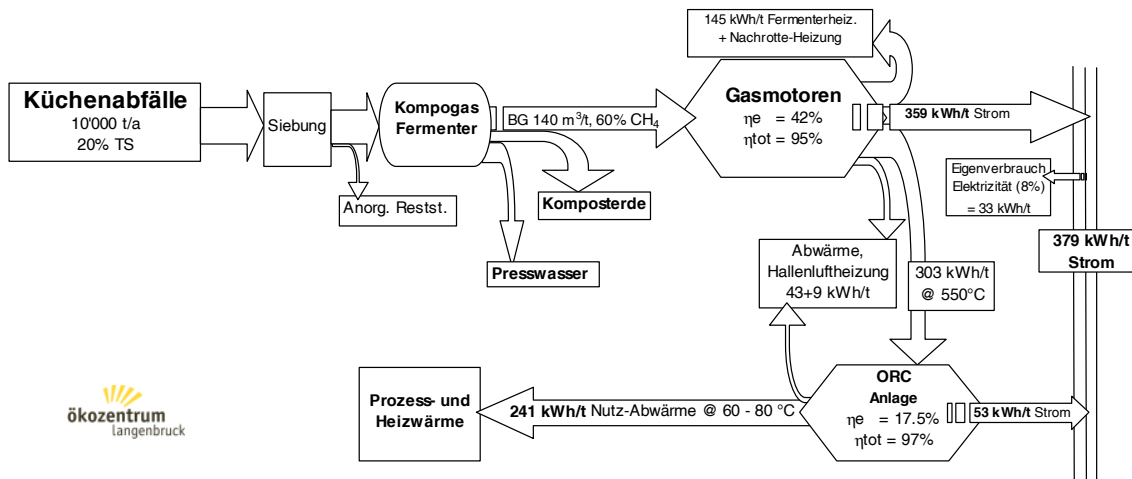 145 kWh/t Fermenterheiz.
+ Nachrotte-Heizung
Küchenabfälle
10'000 t/a
20% TS
Siebung
Kompogas
Fermenter
BG 140 m³/t, 60% CH₄
Gasmotoren
ηe = 42%
ηtot = 95%
359 kWh/t Strom
Eigenverbrauch
Elektrizität (8%)
= 33 kWh/t
Anorg. Restst.
Komposterde
Presswasser
Abwärme,
Hallenluftheizung
43+9 kWh/t
303 kWh/t
@ 550°C
379 kWh/t
Strom
Prozess- und
Heizwärme
241 kWh/t Nutz-Abwärme @ 60 - 80 °C
ORC
Anlage
ηe = 17.5%
ηtot = 97%
53 kWh/t Strom
ökozentrum
langenbruck